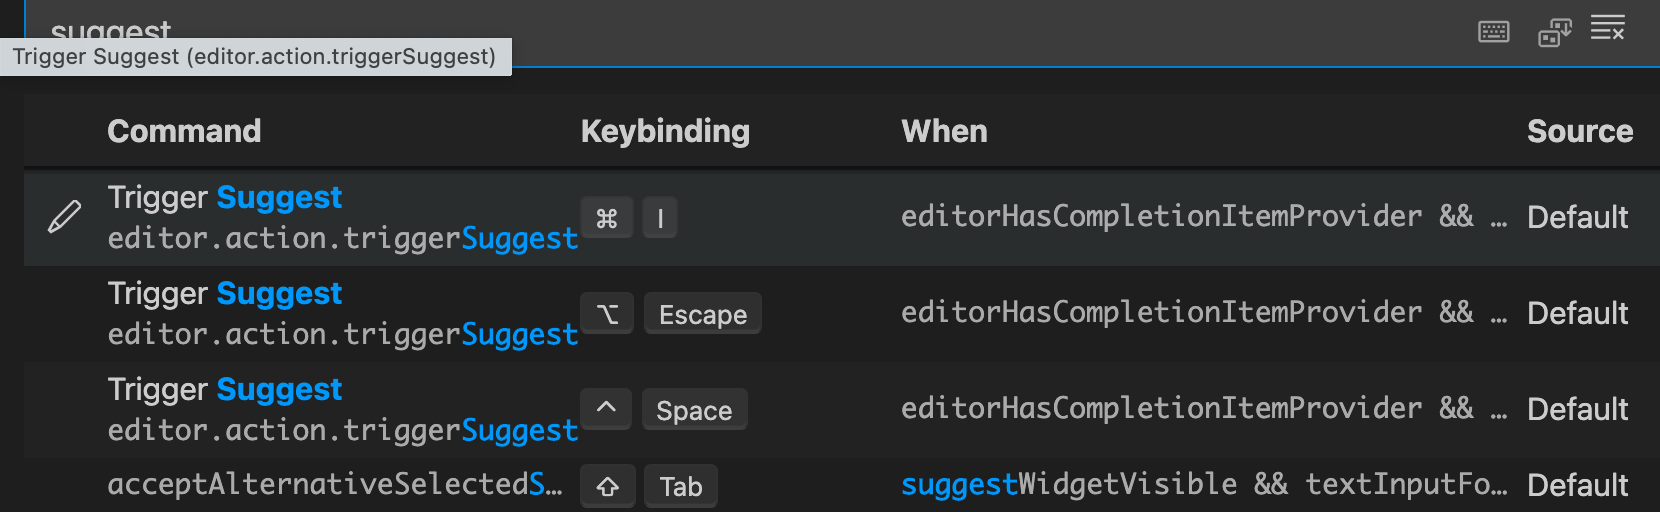 suggest
Trigger Suggest (editor.action.triggerSuggest)
Command Keybinding When Source
Trigger Suggest
editor.action.triggerSuggest
⌘ I editorHasCompletionItemProvider && … Default
Trigger Suggest
editor.action.triggerSuggest
⌥ Escape editorHasCompletionItemProvider && … Default
Trigger Suggest
editor.action.triggerSuggest
^ Space editorHasCompletionItemProvider && … Default
acceptAlternativeSelectedS… ⇧ Tab suggestWidgetVisible && textInputFo… Default